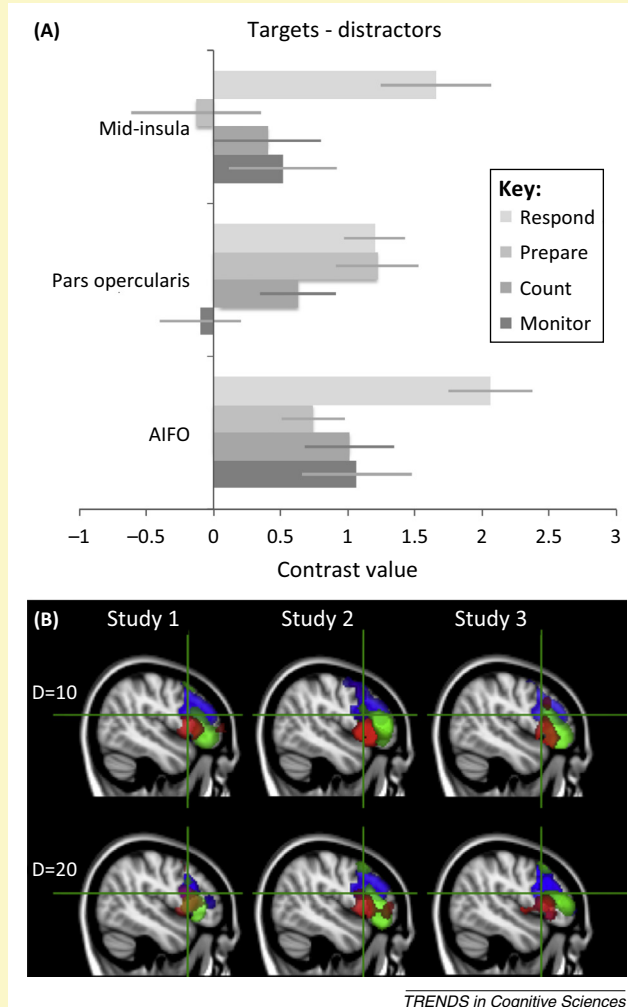 (A) Targets - distractors
Mid-insula
Pars opercularis
AIFO
Key:
Respond
Prepare
Count
Monitor
–1 –0.5 0 0.5 1 1.5 2 2.5 3
Contrast value
(B) Study 1 Study 2 Study 3
D=10
D=20
TRENDS in Cognitive Sciences